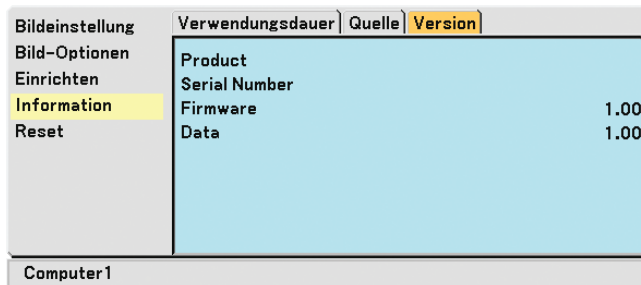 Bildeinstellung
Bild-Optionen
Einrichten
Information
Reset
Verwendungsdauer Quelle Version
Product
Serial Number
Firmware 1.00
Data 1.00
Computer1